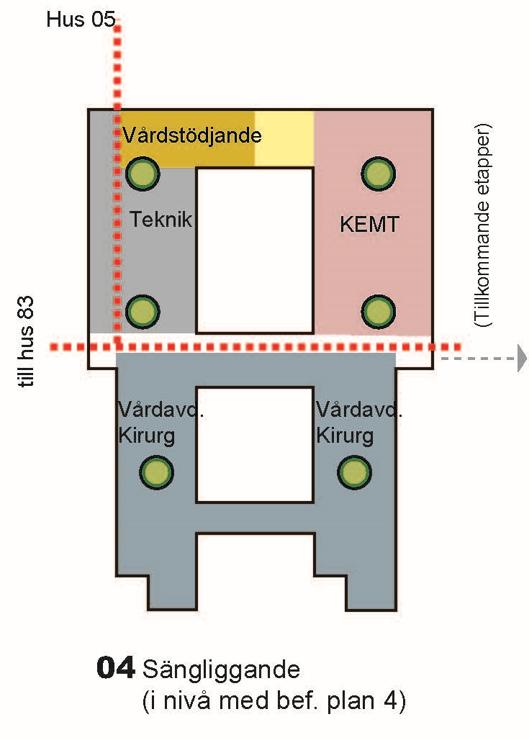 Hus 05
Vårdstödjande
Teknik
KEMT
(Tillkommande etapper)
till hus 83
Vårdavd.
Kirurg
Vårdavd.
Kirurg
04 Sängliggande
(i nivå med bef. plan 4)